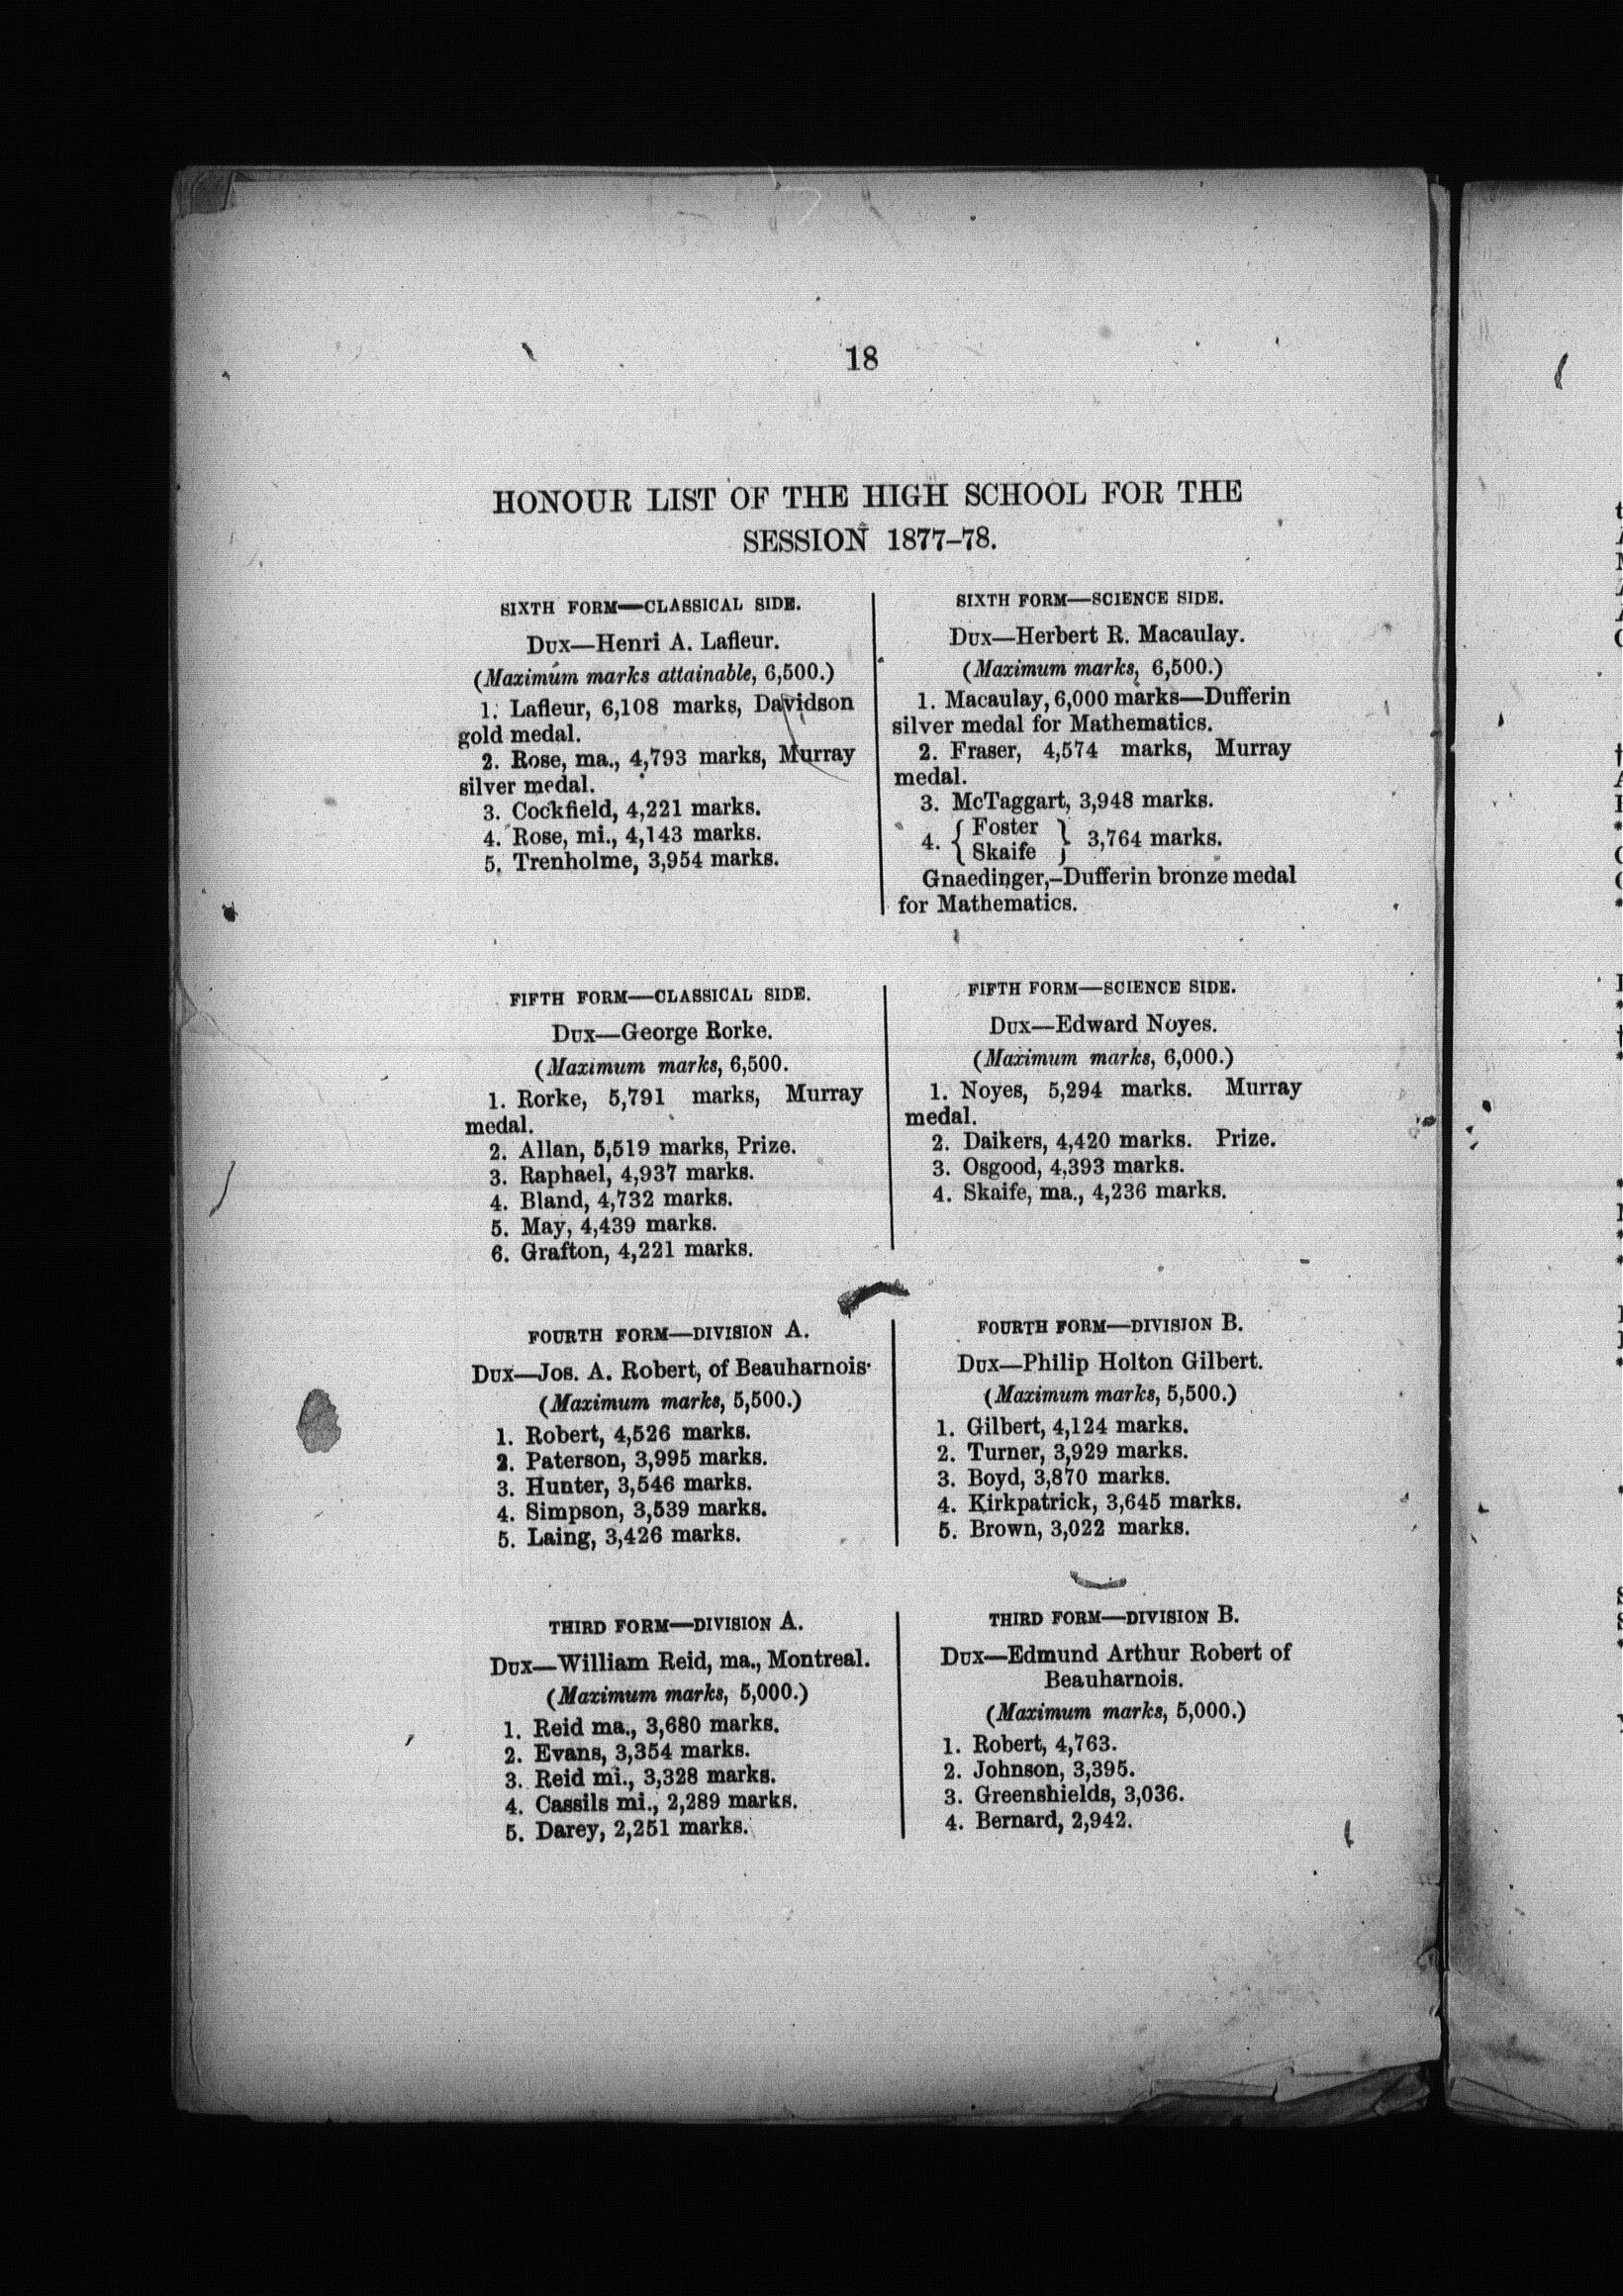 18
HONOUR LIST OF THE HIGH SCHOOL FOR THE
SESSION 1877–78.
SIXTH FORM—CLASSICAL SIDE.
Dux—Henri A. Lafleur.
(Maximum marks attainable, 6,500.)
1. Lafleur, 6,108 marks, Davidson
gold medal.
2. Rose, ma., 4,793 marks, Murray
silver medal.
3. Cockfield, 4,221 marks.
4. Rose, mi., 4,143 marks.
5. Trenholme, 3,954 marks.
SIXTH FORM—SCIENCE SIDE.
Dux—Herbert R. Macaulay.
(Maximum marks, 6,500.)
1. Macaulay, 6,000 marks—Dufferin
silver medal for Mathematics.
2. Fraser, 4,574 marks, Murray
medal.
3. McTaggart, 3,948 marks.
4. { Foster
Skaife } 3,764 marks.
Gnaedinger,–Dufferin bronze medal
for Mathematics.
FIFTH FORM—CLASSICAL SIDE.
Dux—George Rorke.
(Maximum marks, 6,500.
1. Rorke, 5,791 marks, Murray
medal.
2. Allan, 5,519 marks, Prize.
3. Raphael, 4,937 marks.
4. Bland, 4,732 marks.
5. May, 4,439 marks.
6. Grafton, 4,221 marks.
FIFTH FORM—SCIENCE SIDE.
Dux—Edward Noyes.
(Maximum marks, 6,000.)
1. Noyes, 5,294 marks. Murray
medal.
2. Daikers, 4,420 marks. Prize.
3. Osgood, 4,393 marks.
4. Skaife, ma., 4,236 marks.
FOURTH FORM—DIVISION A.
Dux—Jos. A. Robert, of Beauharnois.
(Maximum marks, 5,500.)
1. Robert, 4,526 marks.
2. Paterson, 3,995 marks.
3. Hunter, 3,546 marks.
4. Simpson, 3,539 marks.
5. Laing, 3,426 marks.
FOURTH FORM—DIVISION B.
Dux—Philip Holton Gilbert.
(Maximum marks, 5,500.)
1. Gilbert, 4,124 marks.
2. Turner, 3,929 marks.
3. Boyd, 3,870 marks.
4. Kirkpatrick, 3,645 marks.
5. Brown, 3,022 marks.
THIRD FORM—DIVISION A.
Dux—William Reid, ma., Montreal.
(Maximum marks, 5,000.)
1. Reid ma., 3,680 marks.
2. Evans, 3,354 marks.
3. Reid mi., 3,328 marks.
4. Cassils mi., 2,289 marks.
5. Darey, 2,251 marks.
THIRD FORM—DIVISION B.
Dux—Edmund Arthur Robert of
Beauharnois.
(Maximum marks, 5,000.)
1. Robert, 4,763.
2. Johnson, 3,395.
3. Greenshields, 3,036.
4. Bernard, 2,942.